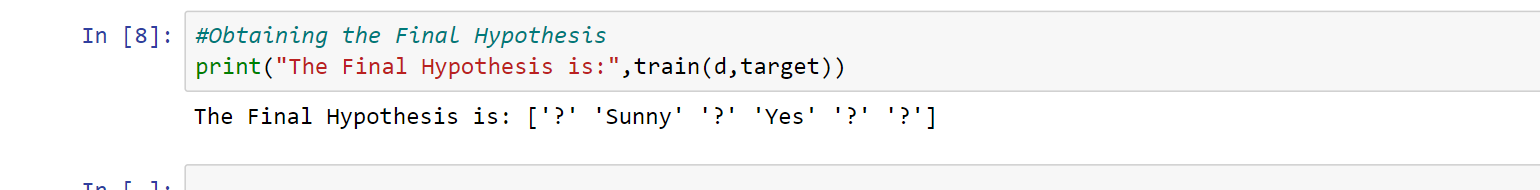 In [8]: #Obtaining the Final Hypothesis
print("The Final Hypothesis is:",train(d,target))
The Final Hypothesis is: ['?' 'Sunny' '?' 'Yes' '?' '?']
In [ ]: